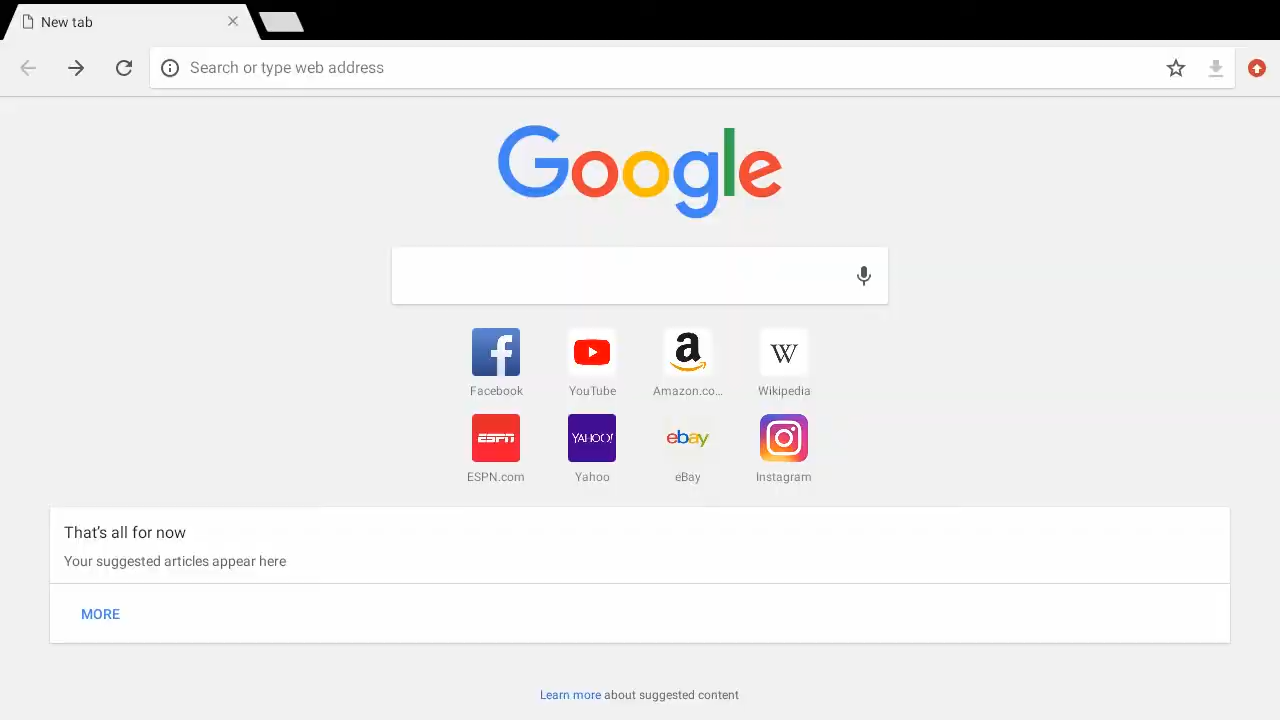 New tab
Search or type web address
Google
Facebook
YouTube
Amazon.co...
Wikipedia
ESPN.com
Yahoo
eBay
Instagram
That's all for now
Your suggested articles appear here
MORE
Learn more about suggested content